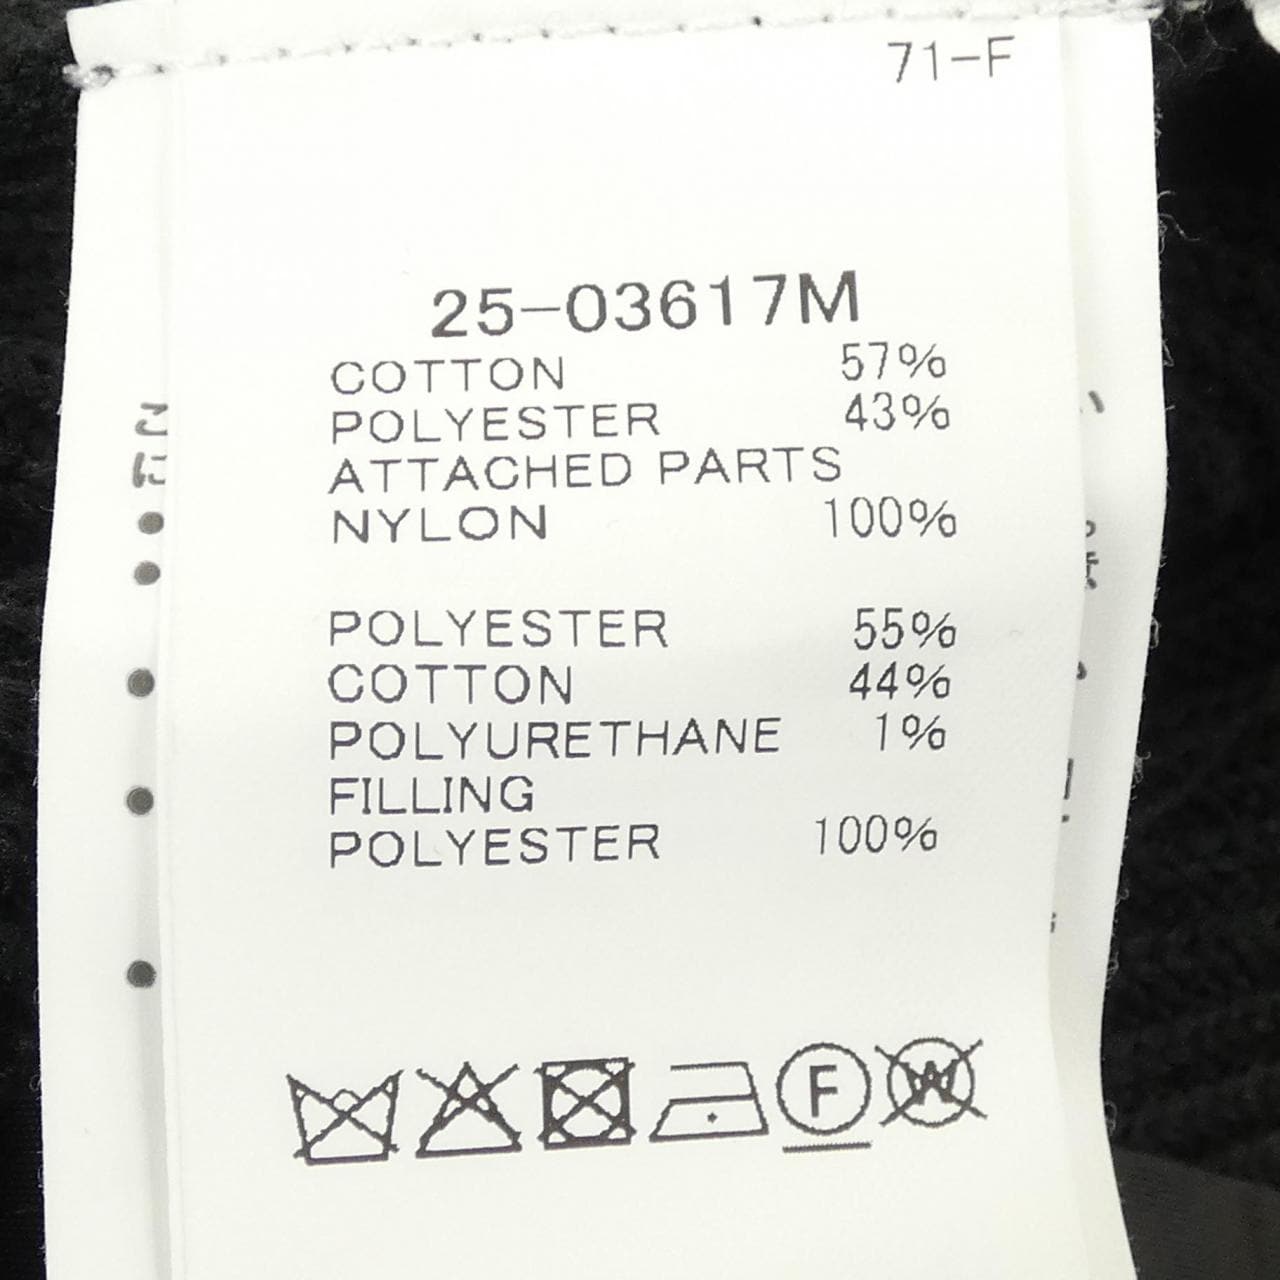 71-F
25-03617M
COTTON 57%
POLYESTER 43%
ATTACHED PARTS
NYLON 100%
POLYESTER 55%
COTTON 44%
POLYURETHANE 1%
FILLING
POLYESTER 100%
F W